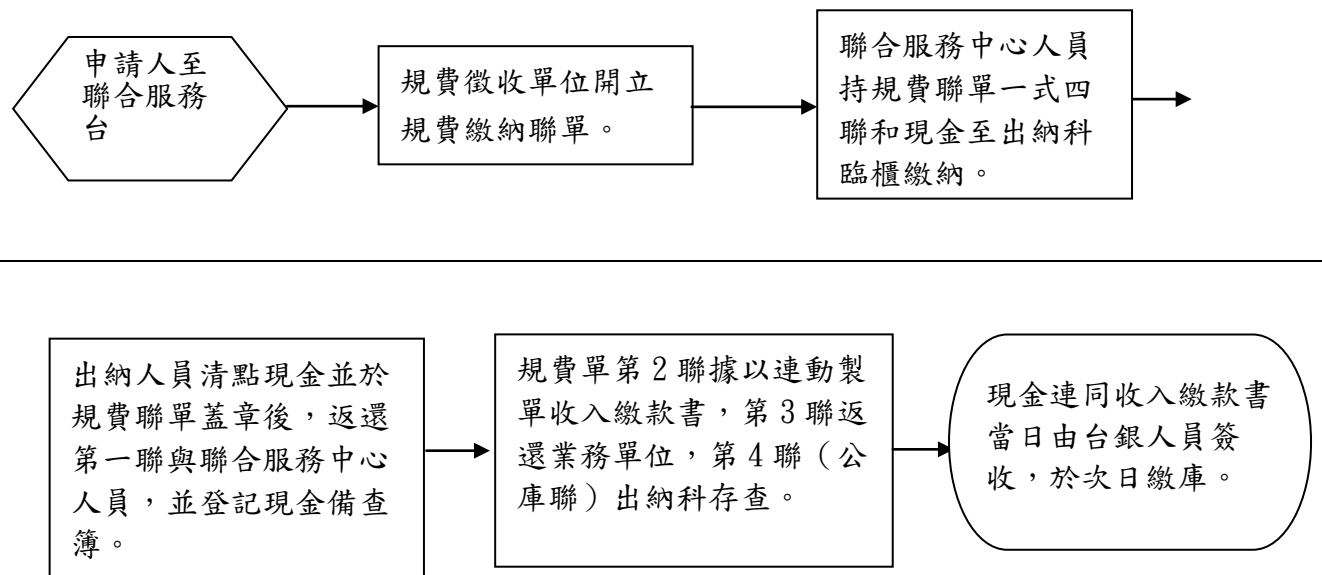 申請人至
聯合服務
台
規費徵收單位開立
規費繳納聯單。
聯合服務中心人員
持規費聯單一式四
聯和現金至出納科
臨櫃繳納。
出納人員清點現金並於
規費聯單蓋章後，返還
第一聯與聯合服務中心
人員，並登記現金備查
簿。
規費單第2聯據以連動製
單收入繳款書，第3聯返
還業務單位，第4聯（公
庫聯）出納科存查。
現金連同收入繳款書
當日由台銀人員簽
收，於次日繳庫。